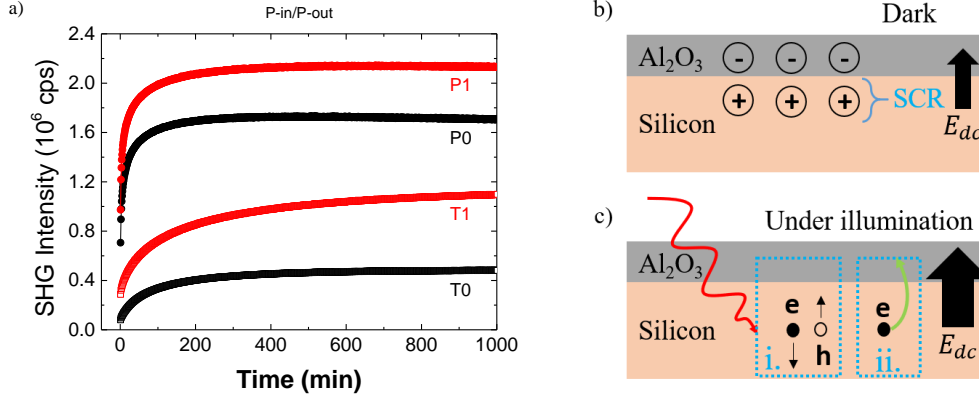 a)
P-in/P-out
SHG Intensity (10⁶ cps)
2.4
2.0
1.6
1.2
0.8
0.4
0.0
P1
P0
T1
T0
0 200 400 600 800 1000
Time (min)
b)
Dark
Al₂O₃
- - -
+ + +
SCR
Silicon
E_dc
c)
Under illumination
Al₂O₃
Silicon
e
h
i.
e
ii.
E_dc